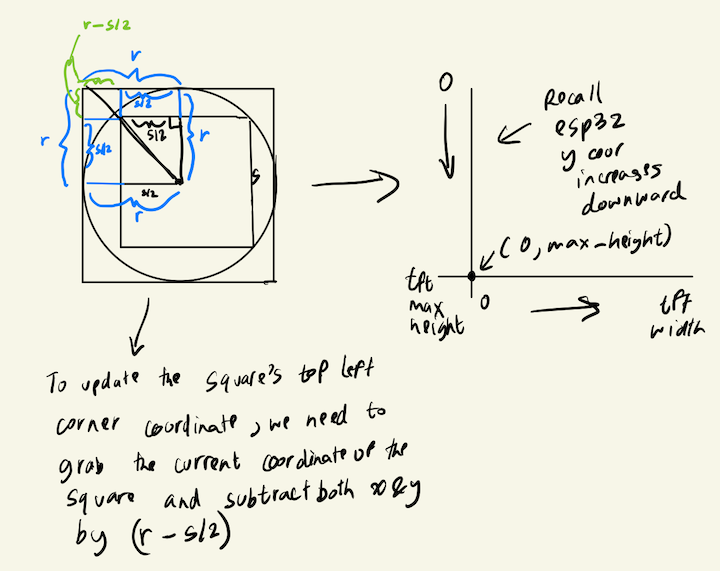 r-s/2
r
s/2
s/2
r
s/2
r
s
s/2
r
0
Recall
esp32
y coor
increases
downward
(0, max-height)
tft
max
height
0
tft
width
To update the square's top left
corner coordinate, we need to
grab the current coordinate of the
square and subtract both x&y
by (r-s/2)